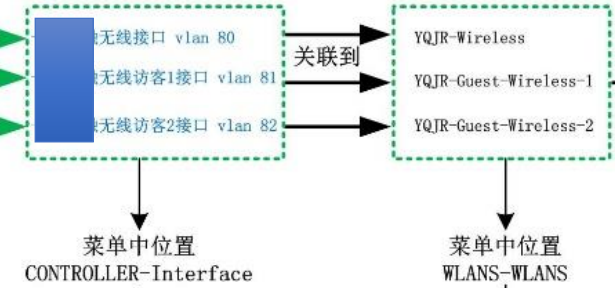 无线接口 vlan 80
无线访客1接口 vlan 81
无线访客2接口 vlan 82
关联到
YQJR-Wireless
YQJR-Guest-Wireless-1
YQJR-Guest-Wireless-2
菜单中位置
CONTROLLER-Interface
菜单中位置
WLANS-WLANS